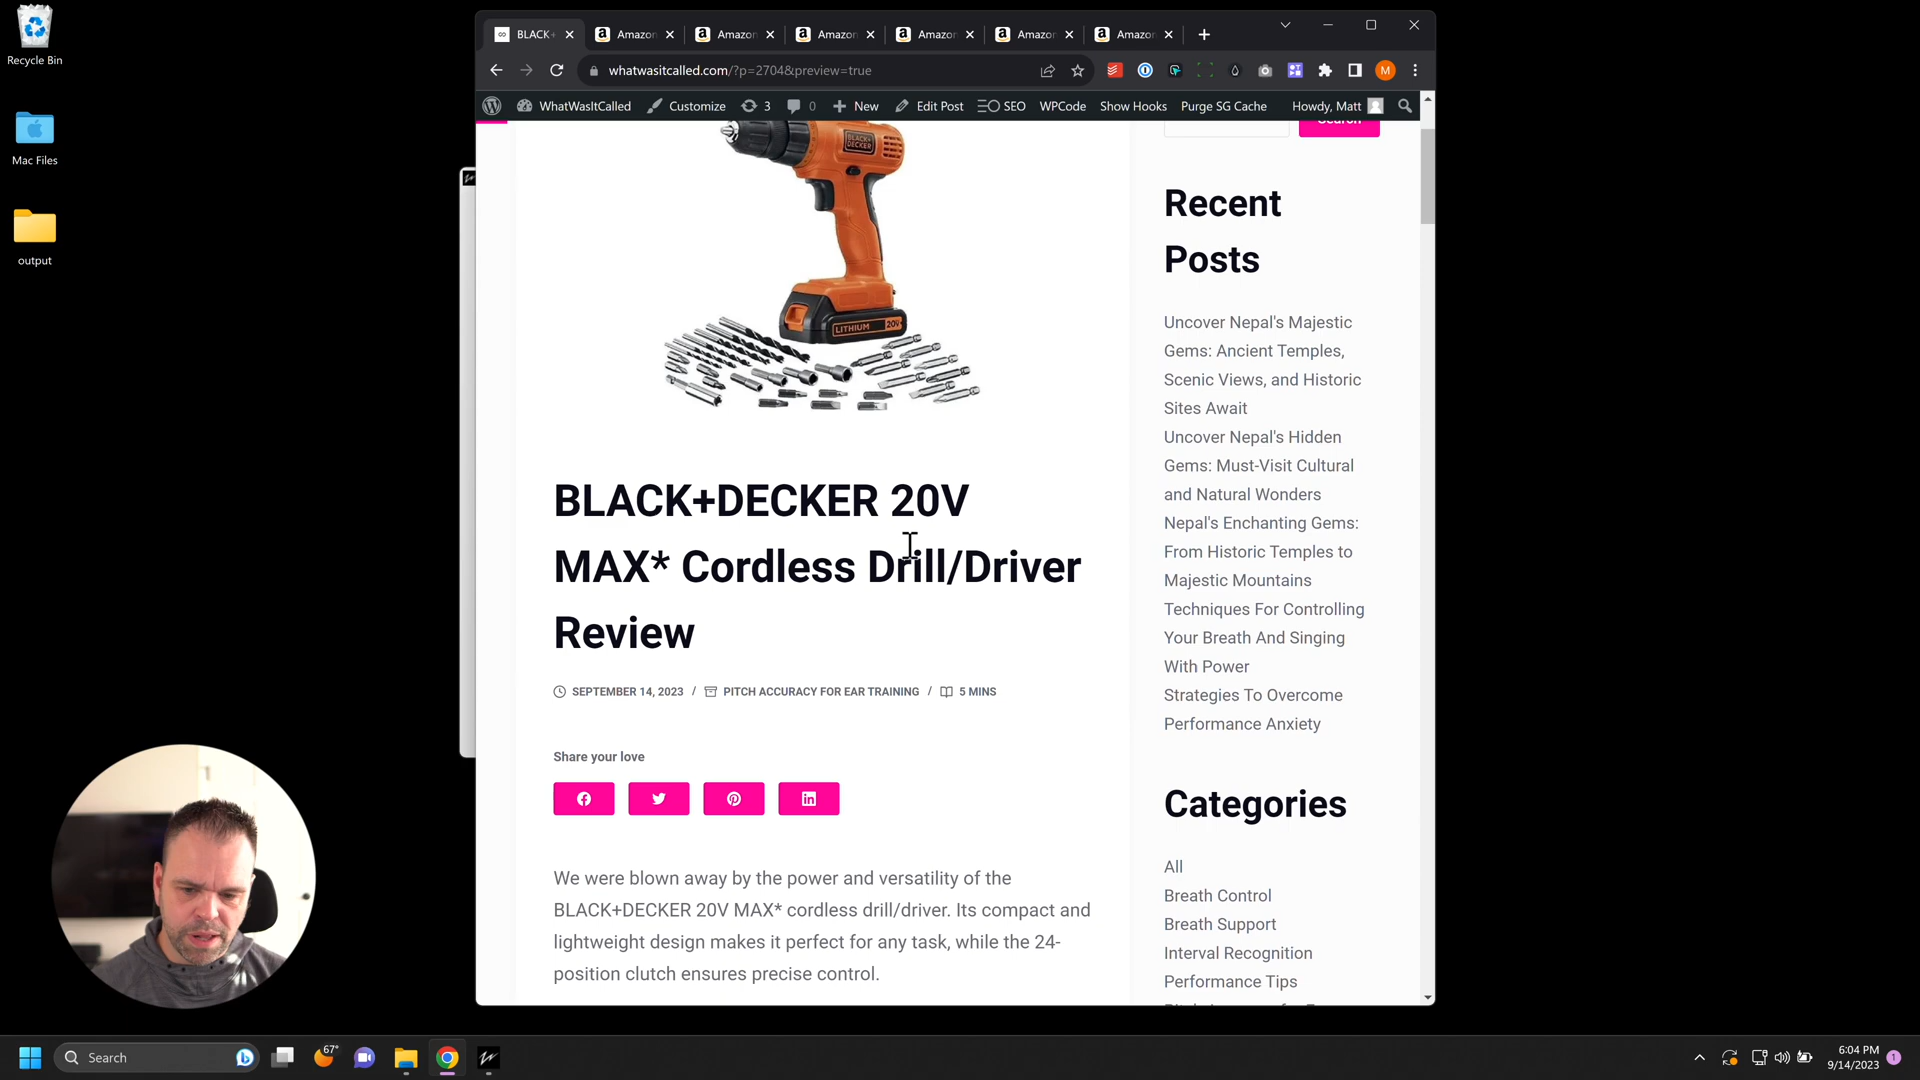 Recycle Bin
Mac Files
output
BLACK+
Amazon
Amazon
Amazon
Amazon
Amazon
Amazon
whatwasitcalled.com/?p=2704&preview=true
WhatWasItCalled
Customize
3
0
New
Edit Post
SEO
WPCode
Show Hooks
Purge SG Cache
Howdy, Matt
Search
BLACK+
DECKER
LITHIUM 20V
BLACK+DECKER 20V
MAX* Cordless Drill/Driver
Review
SEPTEMBER 14, 2023 / PITCH ACCURACY FOR EAR TRAINING / 5 MINS
Share your love
We were blown away by the power and versatility of the
BLACK+DECKER 20V MAX* cordless drill/driver. Its compact and
lightweight design makes it perfect for any task, while the 24-
position clutch ensures precise control.
Recent
Posts
Uncover Nepal's Majestic
Gems: Ancient Temples,
Scenic Views, and Historic
Sites Await
Uncover Nepal's Hidden
Gems: Must-Visit Cultural
and Natural Wonders
Nepal's Enchanting Gems:
From Historic Temples to
Majestic Mountains
Techniques For Controlling
Your Breath And Singing
With Power
Strategies To Overcome
Performance Anxiety
Categories
All
Breath Control
Breath Support
Interval Recognition
Performance Tips
Search
67°
6:04 PM
9/14/2023
1